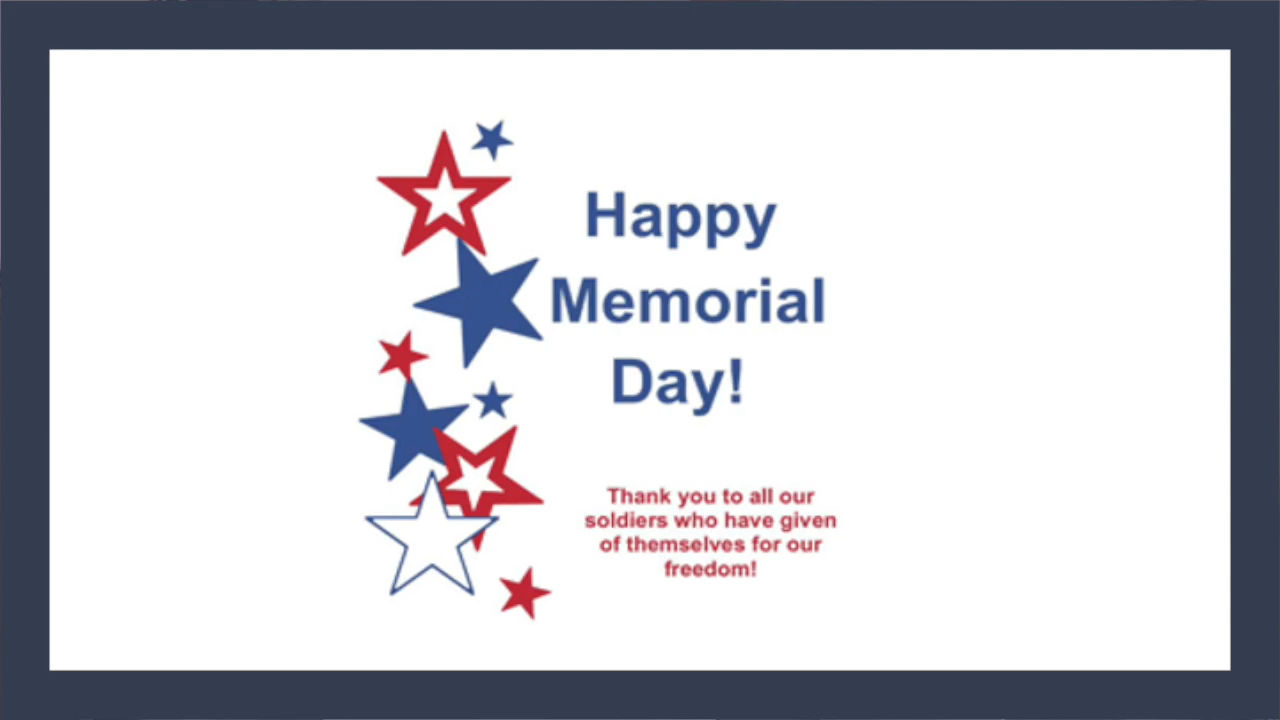 Happy
Memorial
Day!
Thank you to all our
soldiers who have given
of themselves for our
freedom!